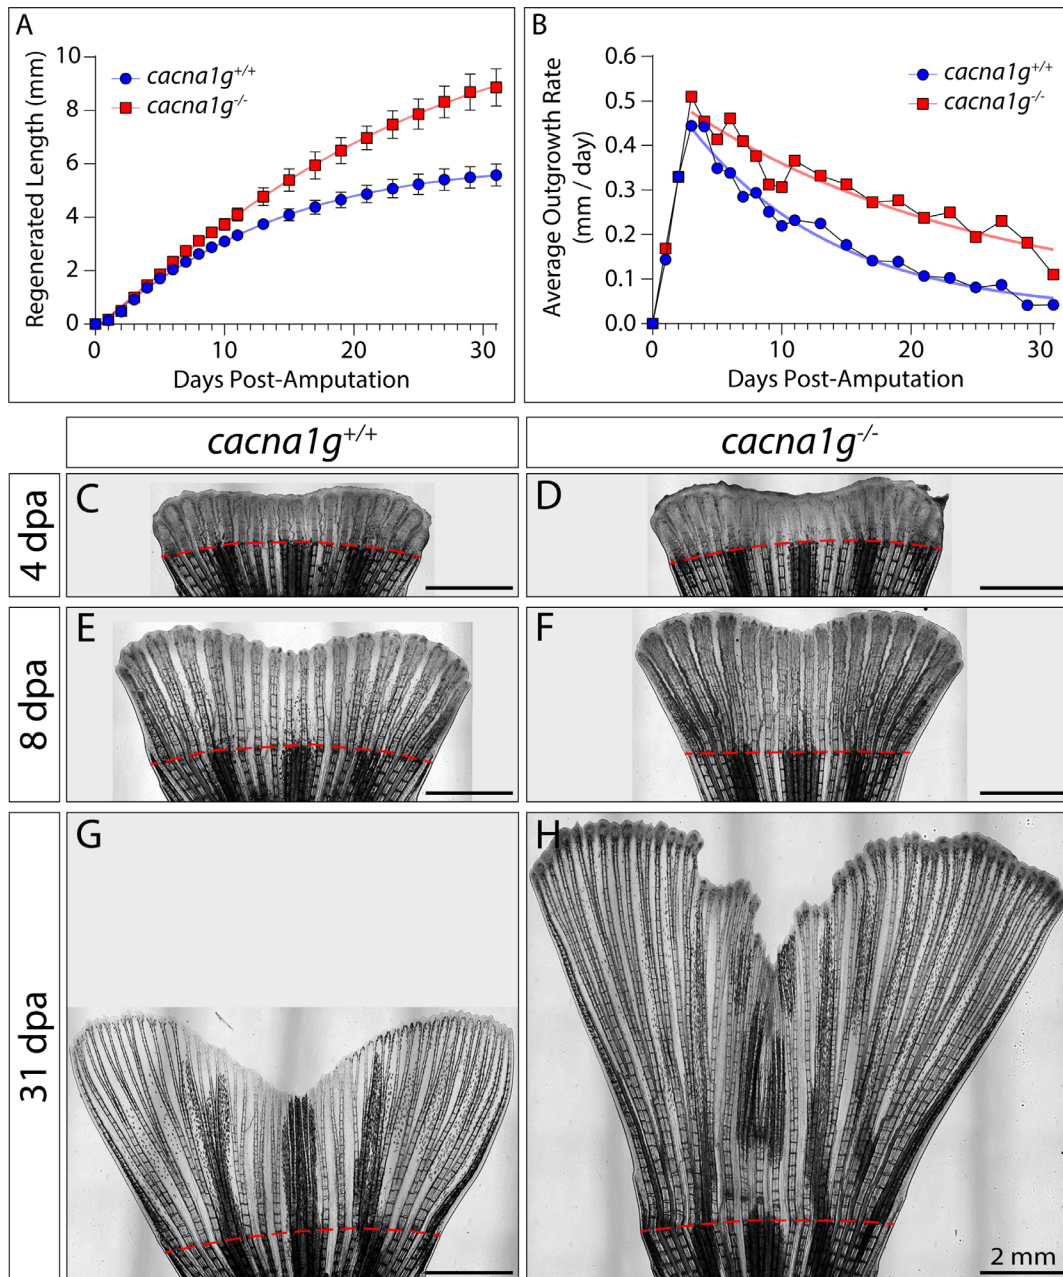 A
Regenerated Length (mm)
10
8
6
4
2
0
cacna1g+/+
cacna1g-/-
0 10 20 30
Days Post-Amputation
B
Average Outgrowth Rate
(mm / day)
0.6
0.5
0.4
0.3
0.2
0.1
0.0
cacna1g+/+
cacna1g-/-
0 10 20 30
Days Post-Amputation
cacna1g+/+
cacna1g-/-
4 dpa
C
D
8 dpa
E
F
31 dpa
G
H
2 mm